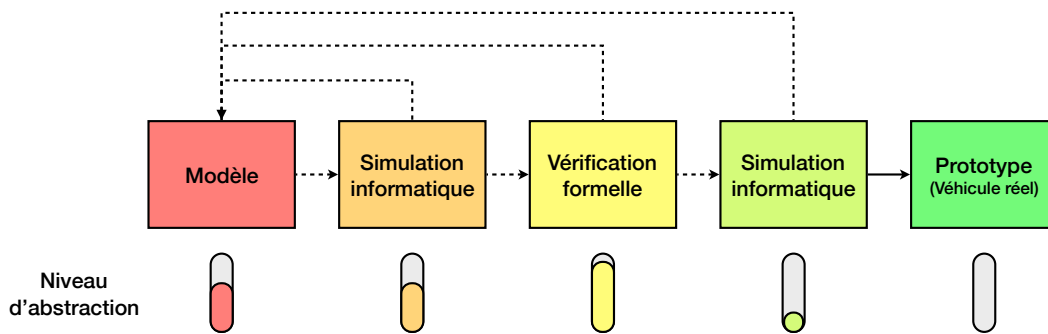 Modèle
Simulation
informatique
Vérification
formelle
Simulation
informatique
Prototype
(Véhicule réel)
Niveau
d'abstraction